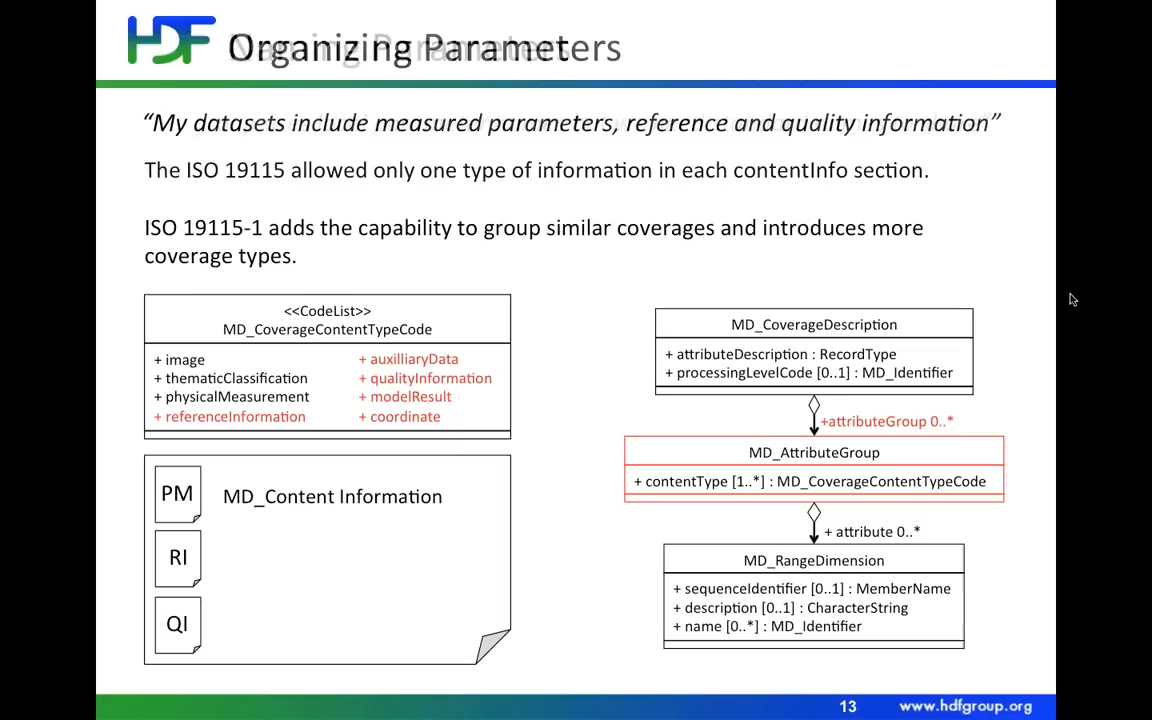 HDF
Organizing Parameters
“My datasets include measured parameters, reference and quality information”
The ISO 19115 allowed only one type of information in each contentInfo section.
ISO 19115-1 adds the capability to group similar coverages and introduces more
coverage types.
<<CodeList>>
MD_CoverageContentTypeCode
+ image
+ thematicClassification
+ physicalMeasurement
+ referenceInformation
+ auxilliaryData
+ qualityInformation
+ modelResult
+ coordinate
PM
MD_Content Information
RI
QI
MD_CoverageDescription
+ attributeDescription : RecordType
+ processingLevelCode [0..1] : MD_Identifier
+attributeGroup 0..*
MD_AttributeGroup
+ contentType [1..*] : MD_CoverageContentTypeCode
+ attribute 0..*
MD_RangeDimension
+ sequenceIdentifier [0..1] : MemberName
+ description [0..1] : CharacterString
+ name [0..*] : MD_Identifier
13
www.hdfgroup.org